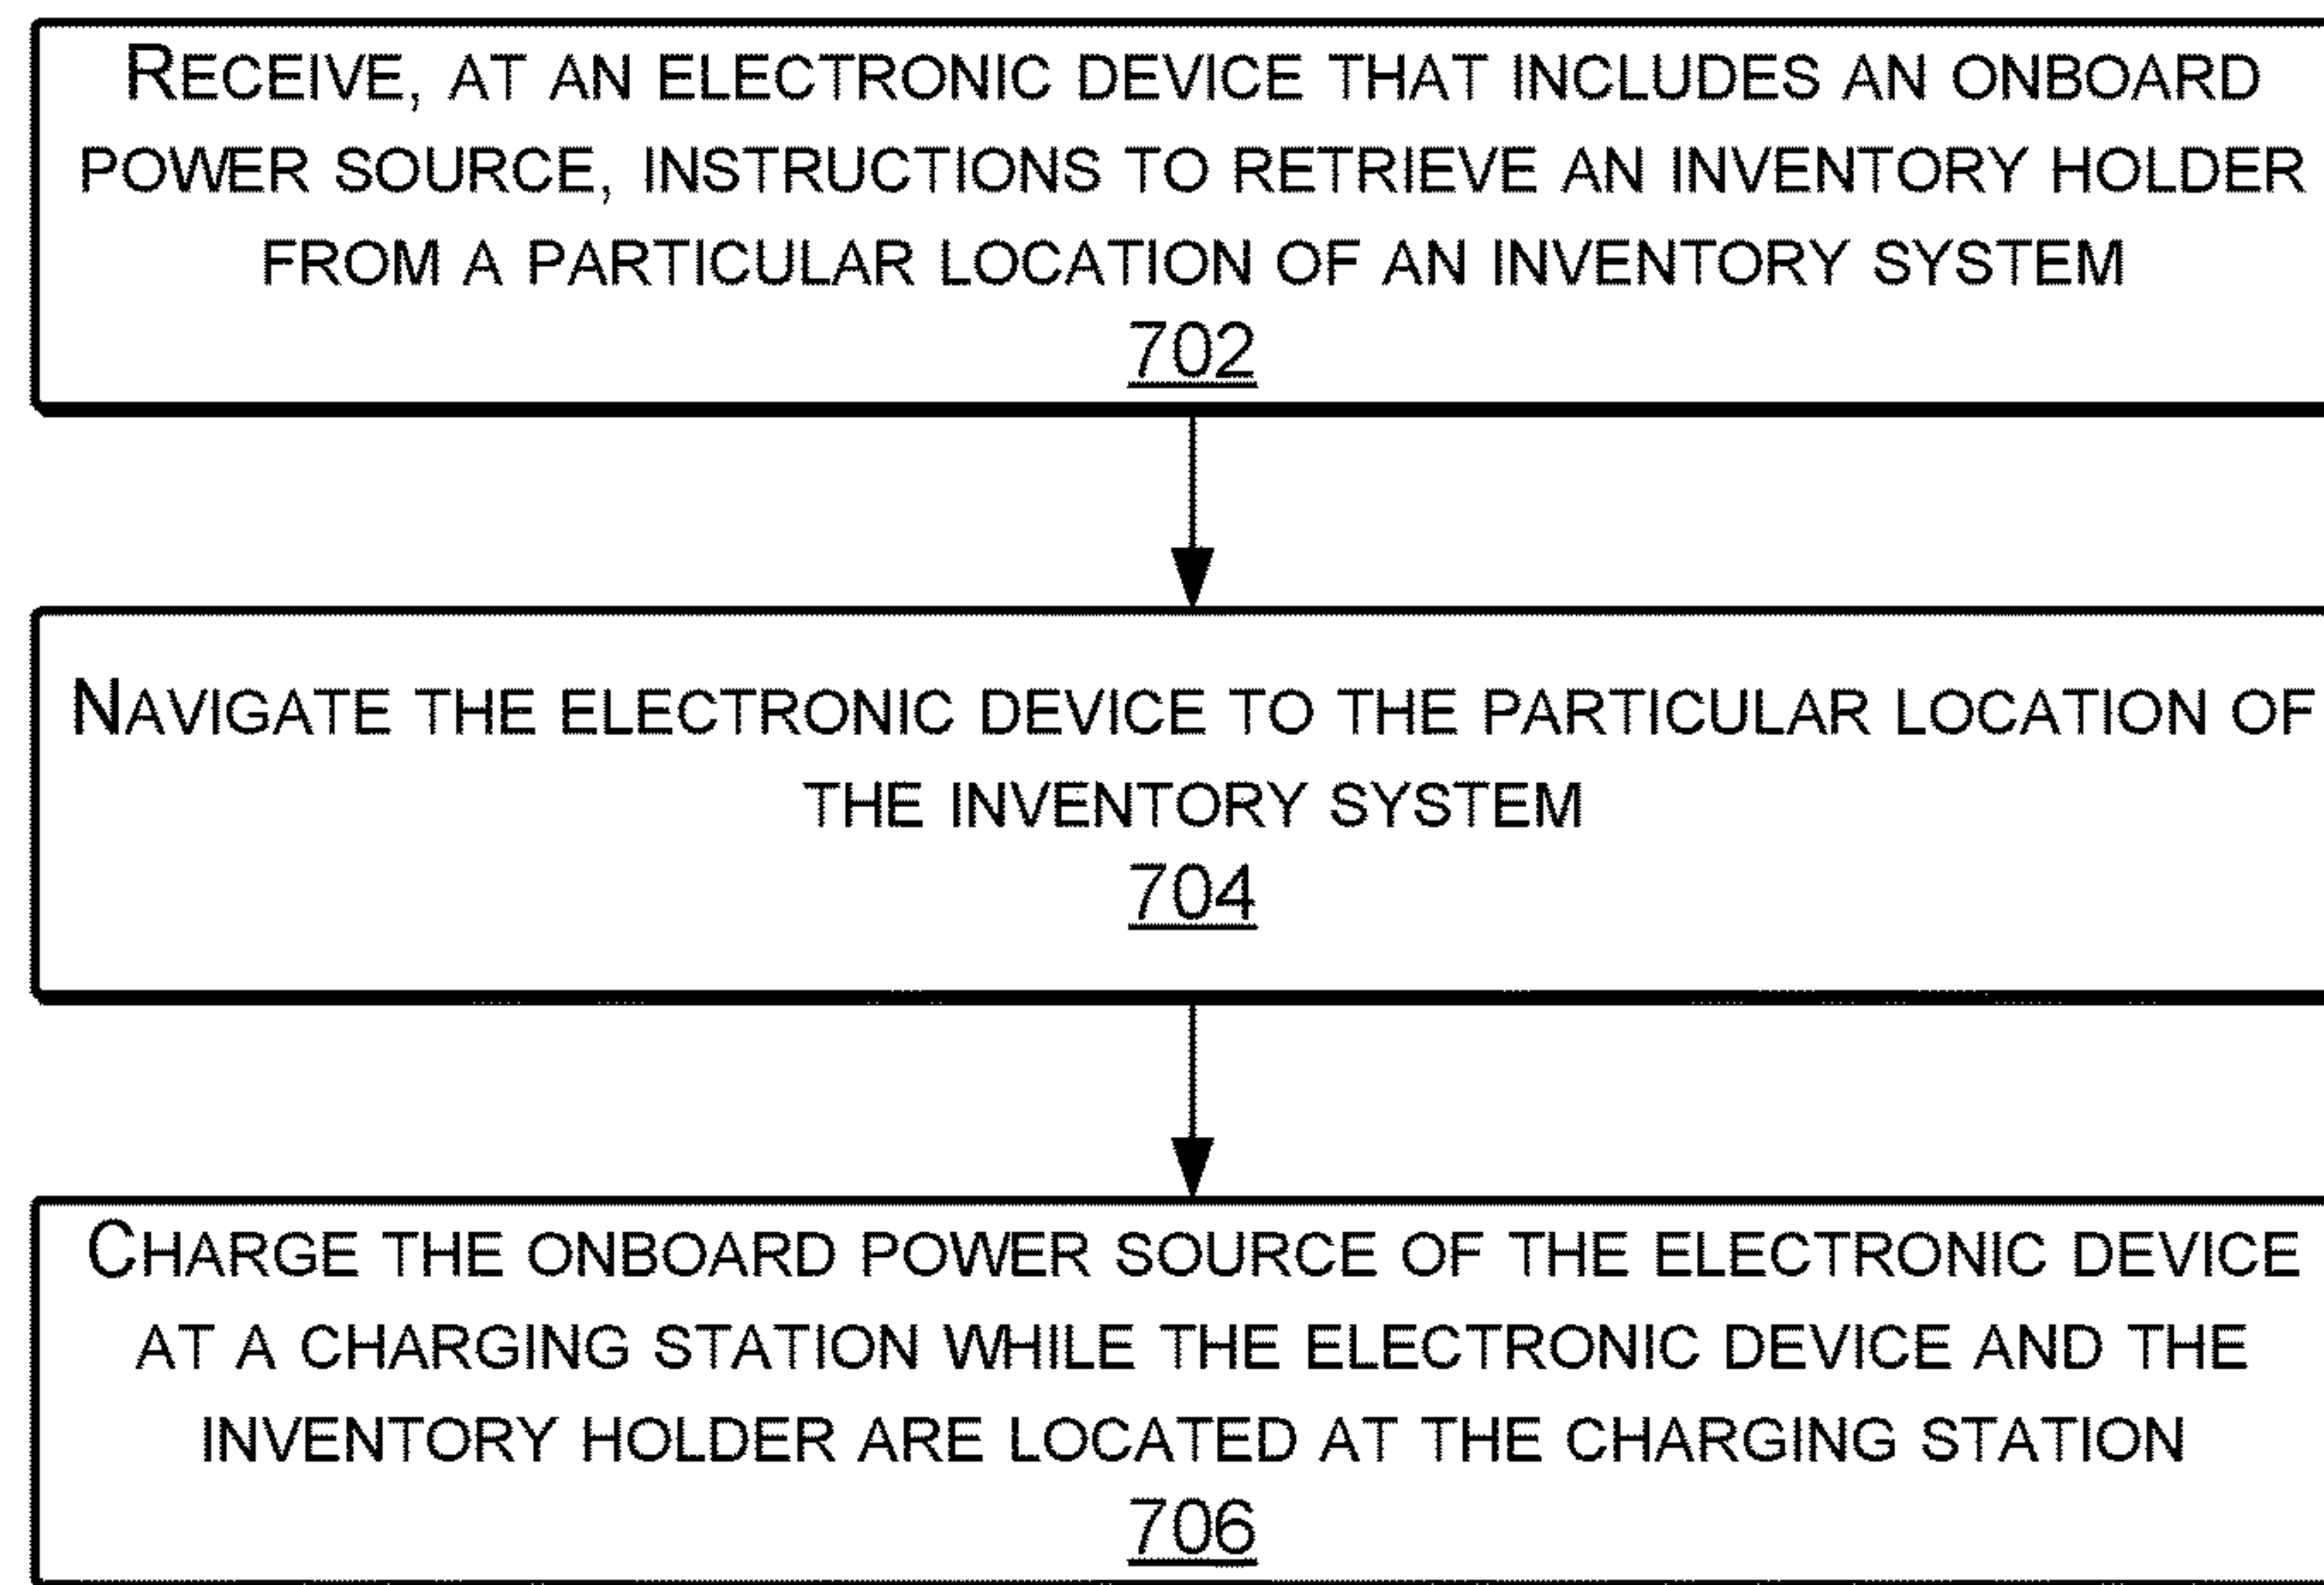 RECEIVE, AT AN ELECTRONIC DEVICE THAT INCLUDES AN ONBOARD
POWER SOURCE, INSTRUCTIONS TO RETRIEVE AN INVENTORY HOLDER
FROM A PARTICULAR LOCATION OF AN INVENTORY SYSTEM
702
NAVIGATE THE ELECTRONIC DEVICE TO THE PARTICULAR LOCATION OF
THE INVENTORY SYSTEM
704
CHARGE THE ONBOARD POWER SOURCE OF THE ELECTRONIC DEVICE
AT A CHARGING STATION WHILE THE ELECTRONIC DEVICE AND THE
INVENTORY HOLDER ARE LOCATED AT THE CHARGING STATION
706